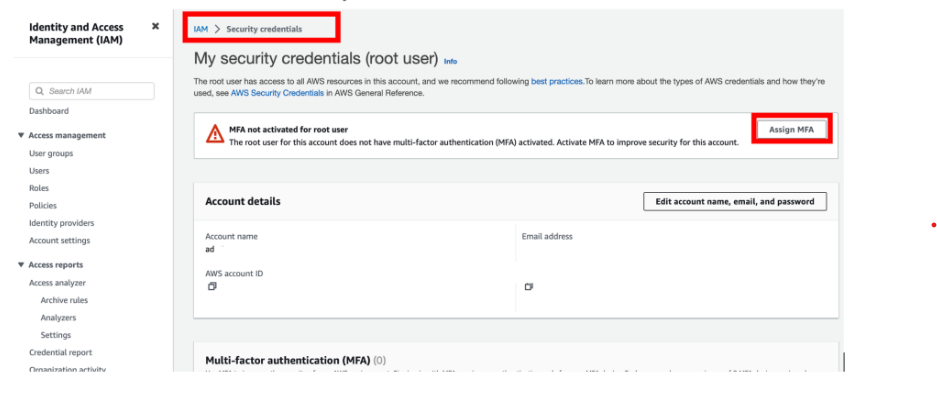 Identity and Access Management (IAM)
Search IAM
Dashboard
Access management
User groups
Users
Roles
Policies
Identity providers
Account settings
Access reports
Access analyzer
Archive rules
Analyzers
Settings
Credential report
Organization activity
IAM > Security credentials
My security credentials (root user) Info
The root user has access to all AWS resources in this account, and we recommend following best practices.To learn more about the types of AWS credentials and how they're
used, see AWS Security Credentials in AWS General Reference.
MFA not activated for root user
The root user for this account does not have multi-factor authentication (MFA) activated. Activate MFA to improve security for this account.
Assign MFA
Account details
Edit account name, email, and password
Account name
ad
Email address
AWS account ID
Multi-factor authentication (MFA) (0)